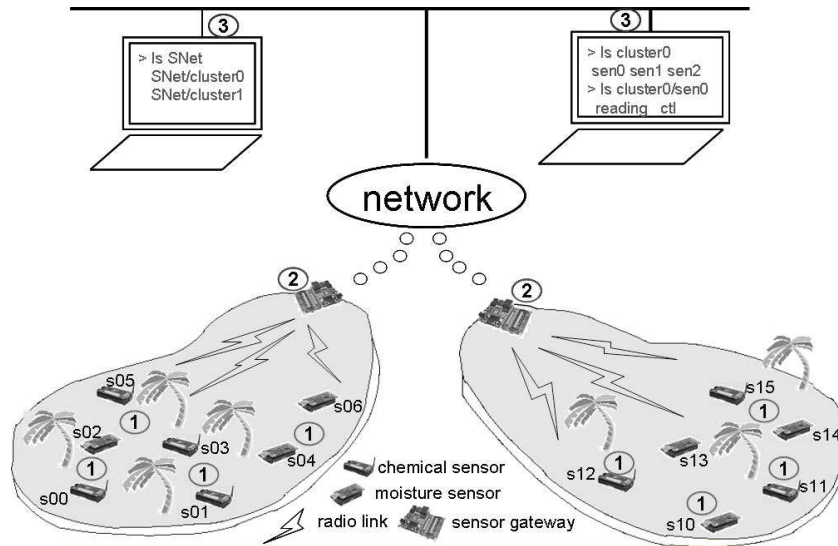 3
3
> ls SNet
SNet/cluster0
SNet/cluster1
> ls cluster0
sen0 sen1 sen2
> ls cluster0/sen0
reading ctl
network
2
2
s05
s06
s02
1
s03
1
s04
1
s00
1
s01
s15
1
s14
s13
s12
1
1
s11
1
s10
chemical sensor
moisture sensor
radio link
sensor gateway